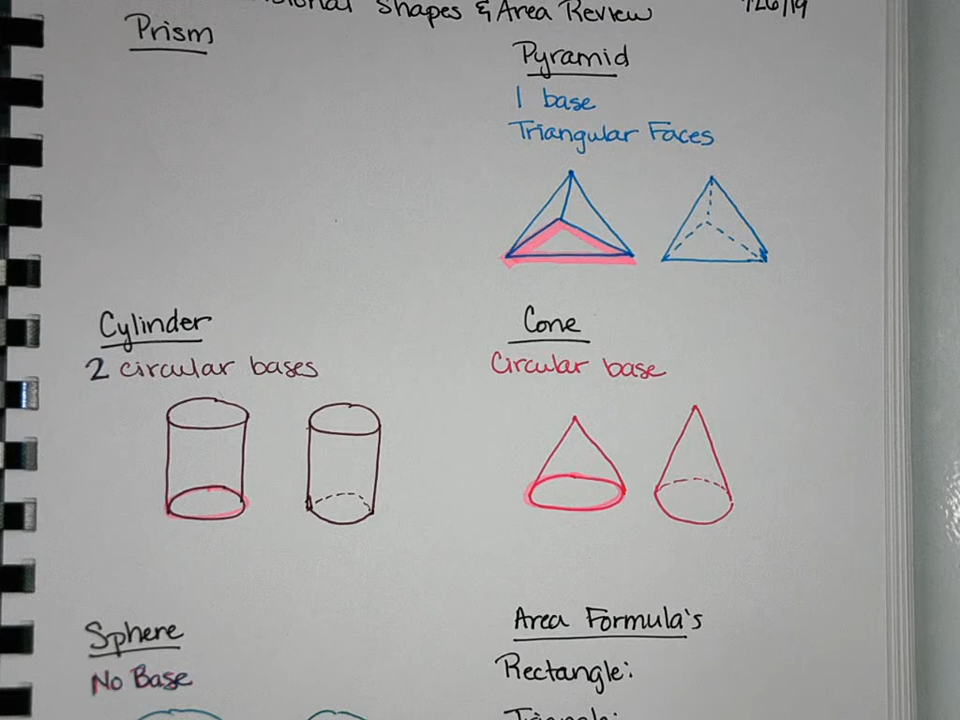 Shapes & Area Review
Prism
Pyramid
1 base
Triangular Faces
Cylinder
2 circular bases
Cone
Circular base
Sphere
No Base
Area Formula's
Rectangle:
Triangle: